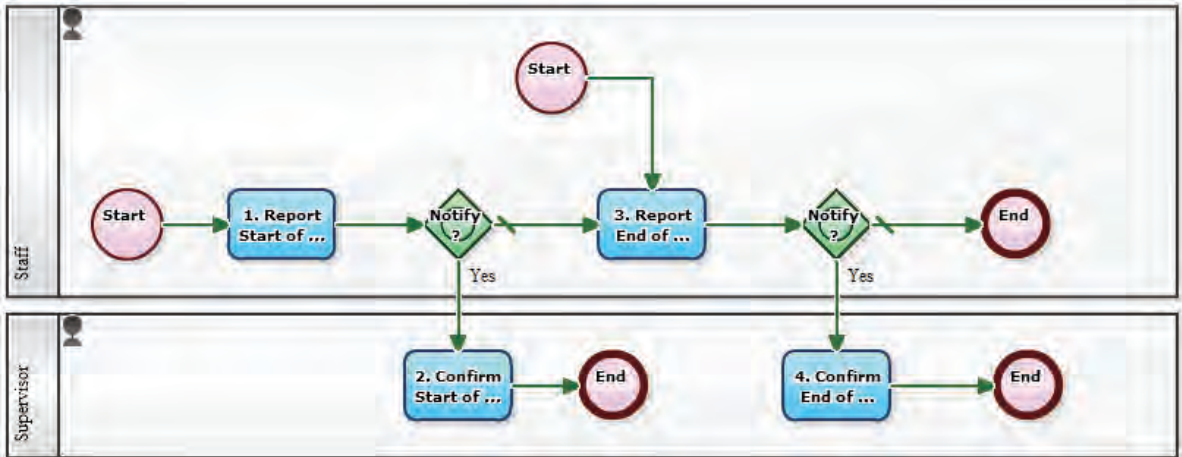 Staff
Start
Start
1. Report
Start of ...
Notify
?
3. Report
End of ...
Notify
?
End
Yes
Yes
Supervisor
2. Confirm
Start of ...
End
4. Confirm
End of ...
End